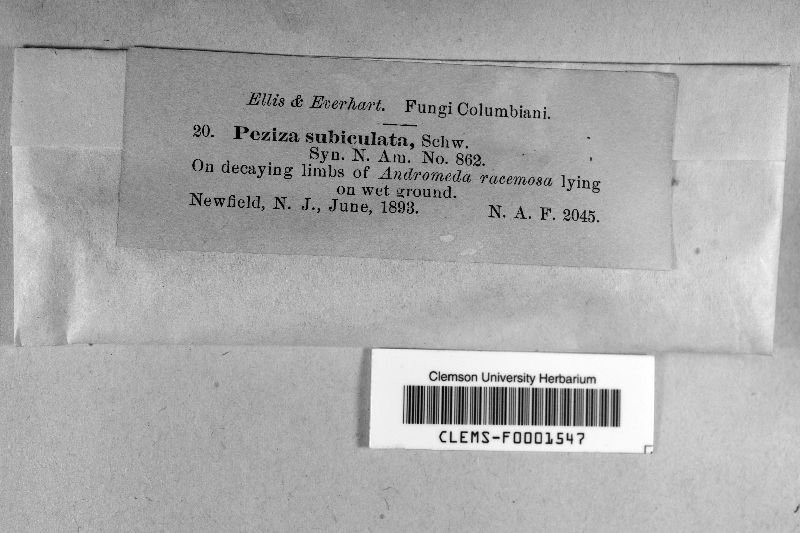 Ellis & Everhart. Fungi Columbiani.
20. Peziza subiculata, Schw.
Syn. N. Am. No. 862.
On decaying limbs of Andromeda racemosa lying
on wet ground.
Newfield, N. J., June, 1893. N. A. F. 2045.
Clemson University Herbarium
CLEMS-F0001547